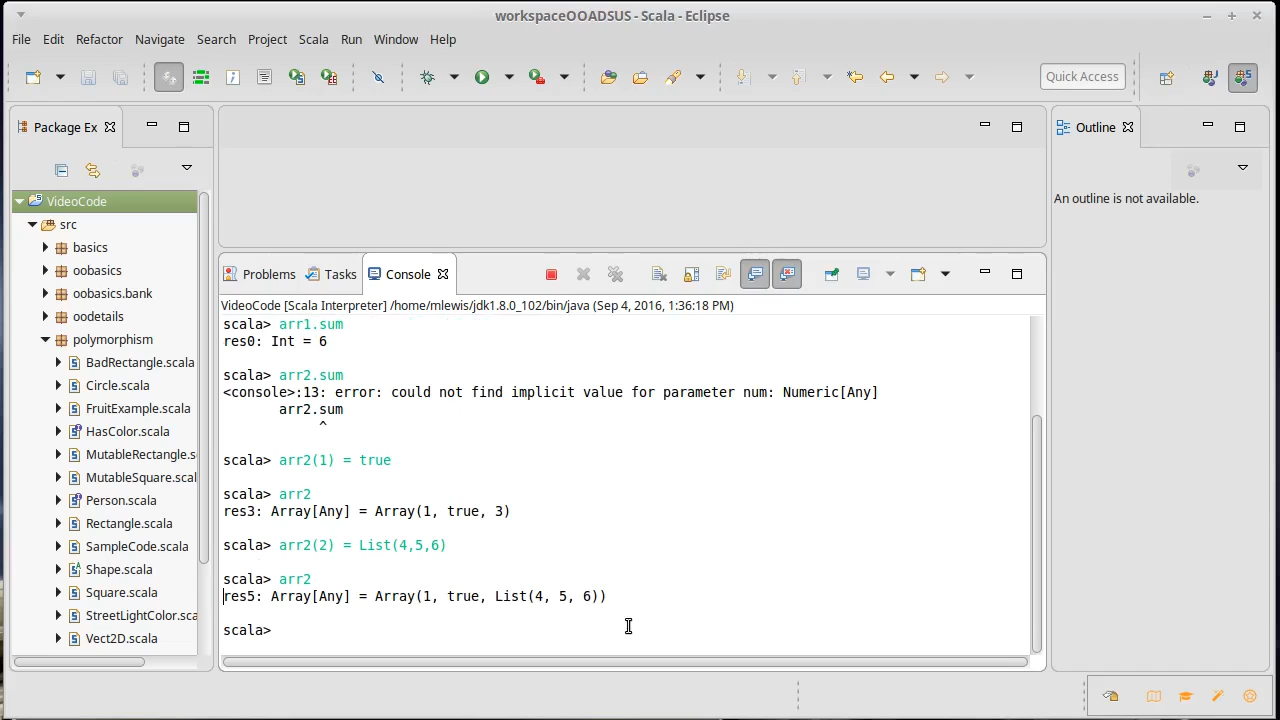 workspaceOOADSUS - Scala - Eclipse
File Edit Refactor Navigate Search Project Scala Run Window Help
Quick Access
Package Ex
VideoCode
src
basics
oobasics
oobasics.bank
oodetails
polymorphism
BadRectangle.scala
Circle.scala
FruitExample.scala
HasColor.scala
MutableRectangle.s
MutableSquare.scal
Person.scala
Rectangle.scala
SampleCode.scala
Shape.scala
Square.scala
StreetLightColor.sca
Vect2D.scala
Problems Tasks Console
VideoCode [Scala Interpreter] /home/mlewis/jdk1.8.0_102/bin/java (Sep 4, 2016, 1:36:18 PM)
scala> arr1.sum
res0: Int = 6
scala> arr2.sum
<console>:13: error: could not find implicit value for parameter num: Numeric[Any]
arr2.sum
^
scala> arr2(1) = true
scala> arr2
res3: Array[Any] = Array(1, true, 3)
scala> arr2(2) = List(4,5,6)
scala> arr2
res5: Array[Any] = Array(1, true, List(4, 5, 6))
scala>
Outline
An outline is not available.